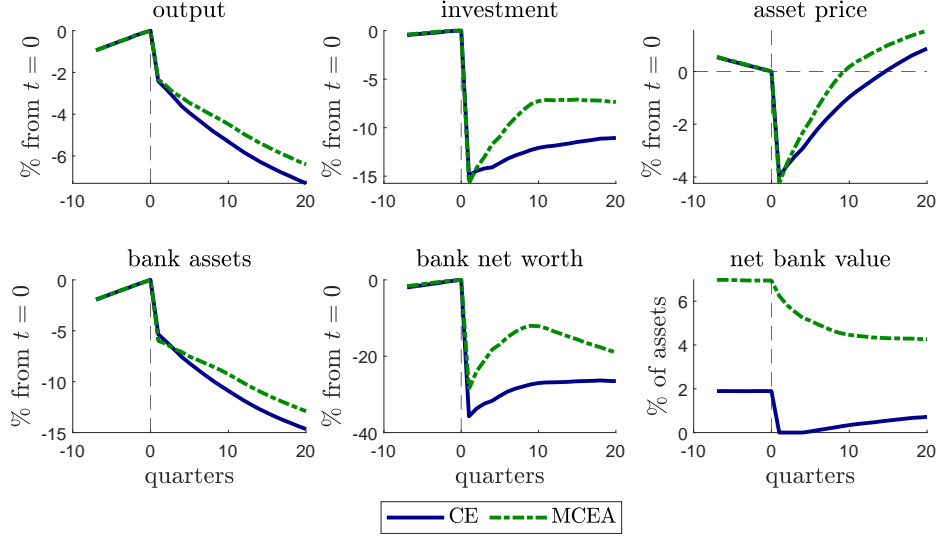 output
investment
asset price
% from t = 0
0
-2
-4
-6
-10
0
10
20
% from t = 0
0
-5
-10
-15
-10
0
10
20
% from t = 0
0
-2
-4
-10
0
10
20
bank assets
bank net worth
net bank value
% from t = 0
0
-5
-10
-15
-10
0
10
20
quarters
% from t = 0
0
-20
-40
-10
0
10
20
quarters
% of assets
6
4
2
0
-10
0
10
20
quarters
CE
MCEA